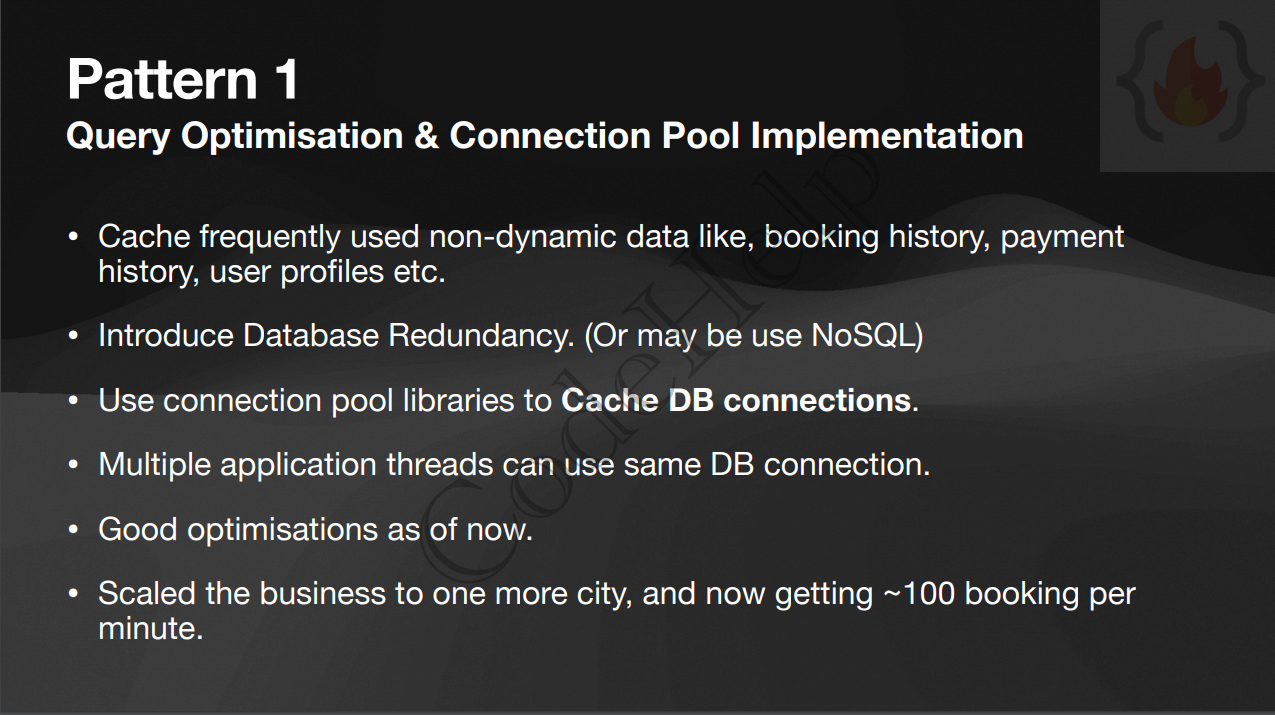 Pattern 1
Query Optimisation & Connection Pool Implementation
• Cache frequently used non-dynamic data like, booking history, payment
history, user profiles etc.
• Introduce Database Redundancy. (Or may be use NoSQL)
• Use connection pool libraries to Cache DB connections.
• Multiple application threads can use same DB connection.
• Good optimisations as of now.
• Scaled the business to one more city, and now getting ~100 booking per
minute.
CodeHelp